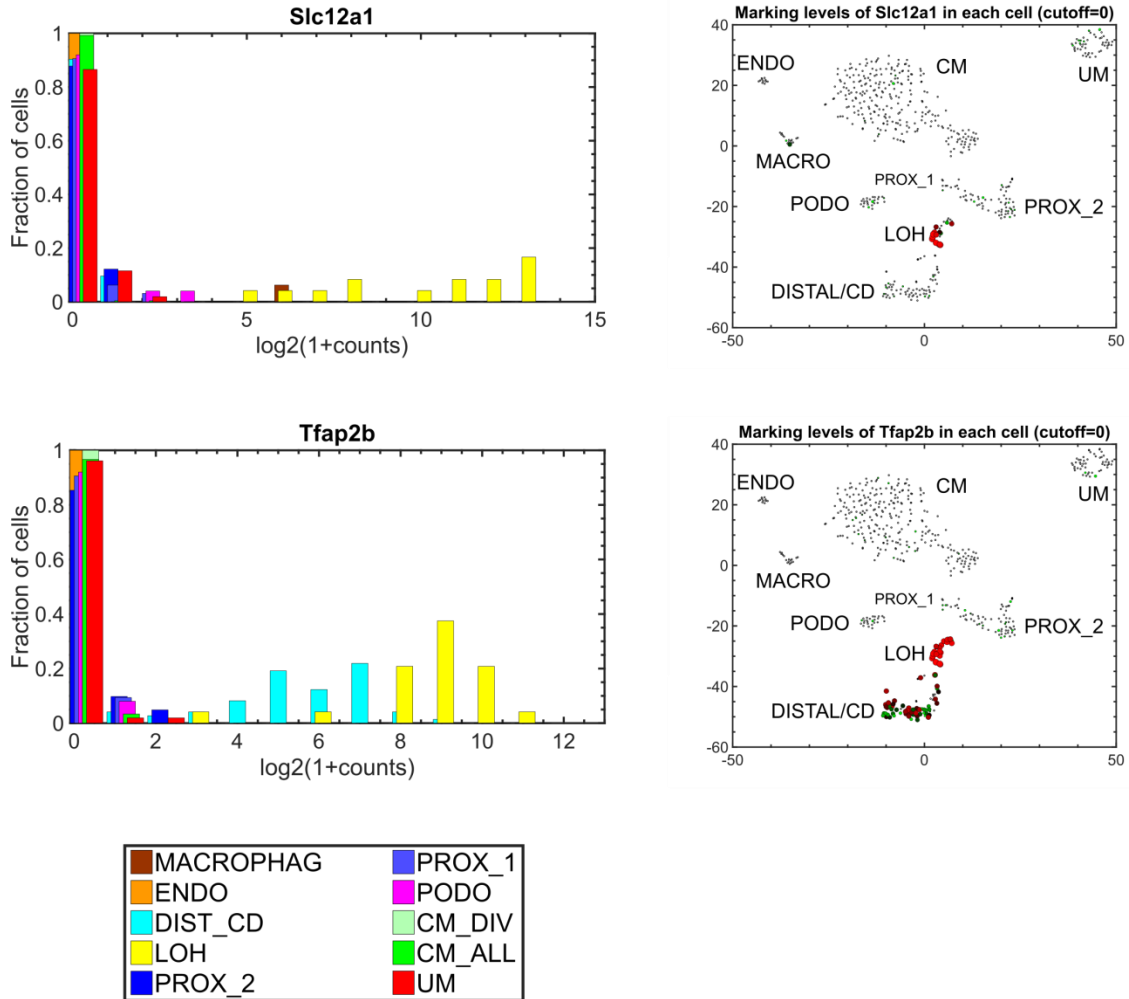 Slc12a1
Fraction of cells
1
0.8
0.6
0.4
0.2
0
0 5 10 15
log2(1+counts)
Marking levels of Slc12a1 in each cell (cutoff=0)
40
20
0
-20
-40
-60
-50 0 50
ENDO
CM
UM
MACRO
PROX_1
PODO
PROX_2
LOH
DISTAL/CD
Tfap2b
Fraction of cells
1
0.8
0.6
0.4
0.2
0
0 2 4 6 8 10 12
log2(1+counts)
Marking levels of Tfap2b in each cell (cutoff=0)
40
20
0
-20
-40
-60
-50 0 50
ENDO
CM
UM
MACRO
PROX_1
PODO
PROX_2
LOH
DISTAL/CD
MACROPHAG PROX_1
ENDO PODO
DIST_CD CM_DIV
LOH CM_ALL
PROX_2 UM